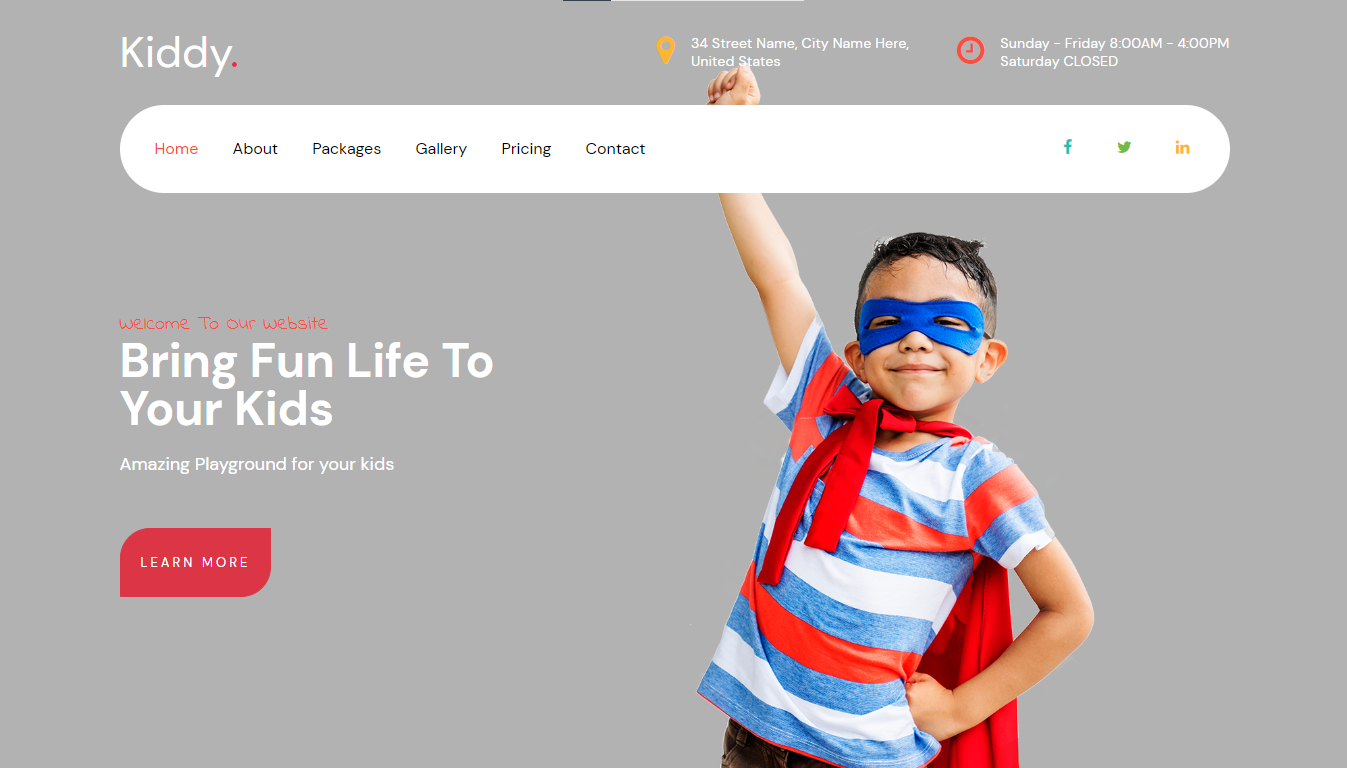 Kiddy.
34 Street Name, City Name Here,
United States
Sunday - Friday 8:00AM - 4:00PM
Saturday CLOSED
Home About Packages Gallery Pricing Contact
Welcome To Our Website
Bring Fun Life To
Your Kids
Amazing Playground for your kids
LEARN MORE